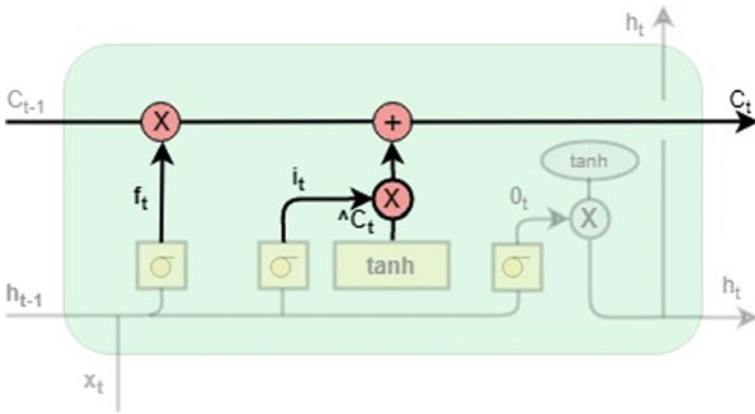 hₜ
Cₜ₋₁ X + Cₜ
tanh
fₜ iₜ X 0ₜ X
^Cₜ
σ σ tanh σ
hₜ₋₁ hₜ
xₜ